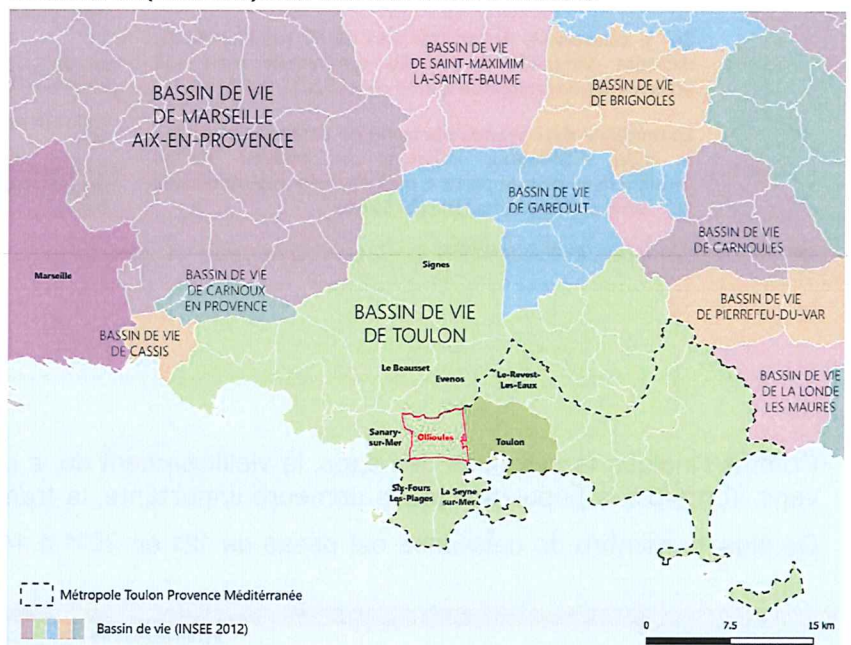 BASSIN DE VIE
DE MARSEILLE
AIX-EN-PROVENCE
BASSIN DE VIE
DE SAINT-MAXIMIM
LA-SAINTE-BAUME
BASSIN DE VIE
DE BRIGNOLES
BASSIN DE VIE
DE GAREOULT
BASSIN DE VIE
DE CARNOULES
Marseille
BASSIN DE VIE
DE CARNOUX
EN PROVENCE
Signes
BASSIN DE VIE
DE PIERREFEU-DU-VAR
BASSIN DE VIE
DE TOULON
BASSIN DE VIE
DE CASSIS
Le Beausset
Evenos
Le-Revest-
Les-Eaux
BASSIN DE VIE
DE LA LONDE
LES MAURES
Sanary-
sur-Mer
Ollioules
Toulon
Six-Fours
Les-Plages
La Seyne
sur-Mer
Métropole Toulon Provence Méditérranée
Bassin de vie (INSEE 2012)
0 7.5 15 km